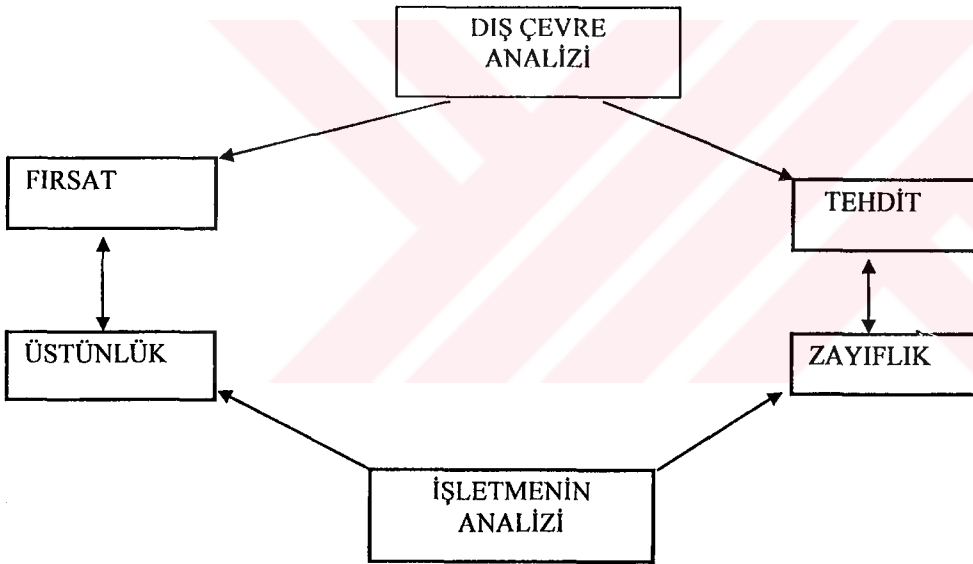 DIŞ ÇEVRE
ANALİZİ
FIRSAT
TEHDİT
ÜSTÜNLÜK
ZAYIFLIK
İŞLETMENİN
ANALİZİ